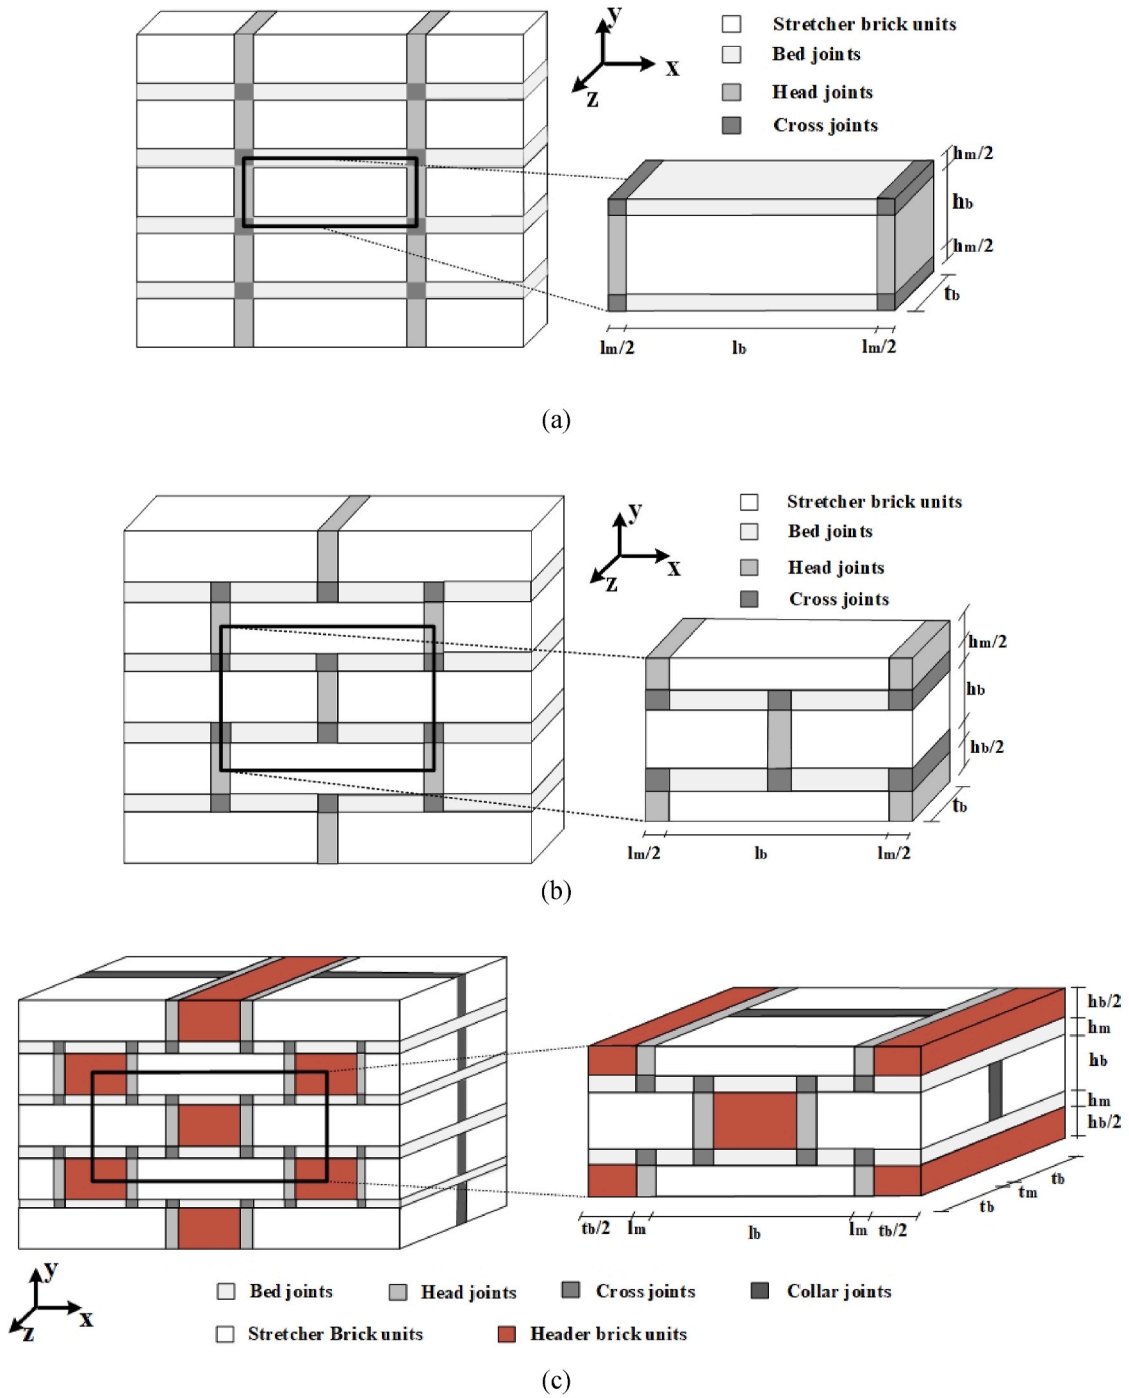 y
x
z
Stretcher brick units
Bed joints
Head joints
Cross joints
hm/2
hb
hm/2
tb
lm/2
lb
lm/2
(a)
y
x
z
Stretcher brick units
Bed joints
Head joints
Cross joints
hm/2
hb
hb/2
tb
lm/2
lb
lm/2
(b)
hb/2
hm
hb
hm
hb/2
tb
tm
tb
tb/2
lm
lb
lm
tb/2
y
x
z
Bed joints
Head joints
Cross joints
Collar joints
Stretcher Brick units
Header brick units
(c)